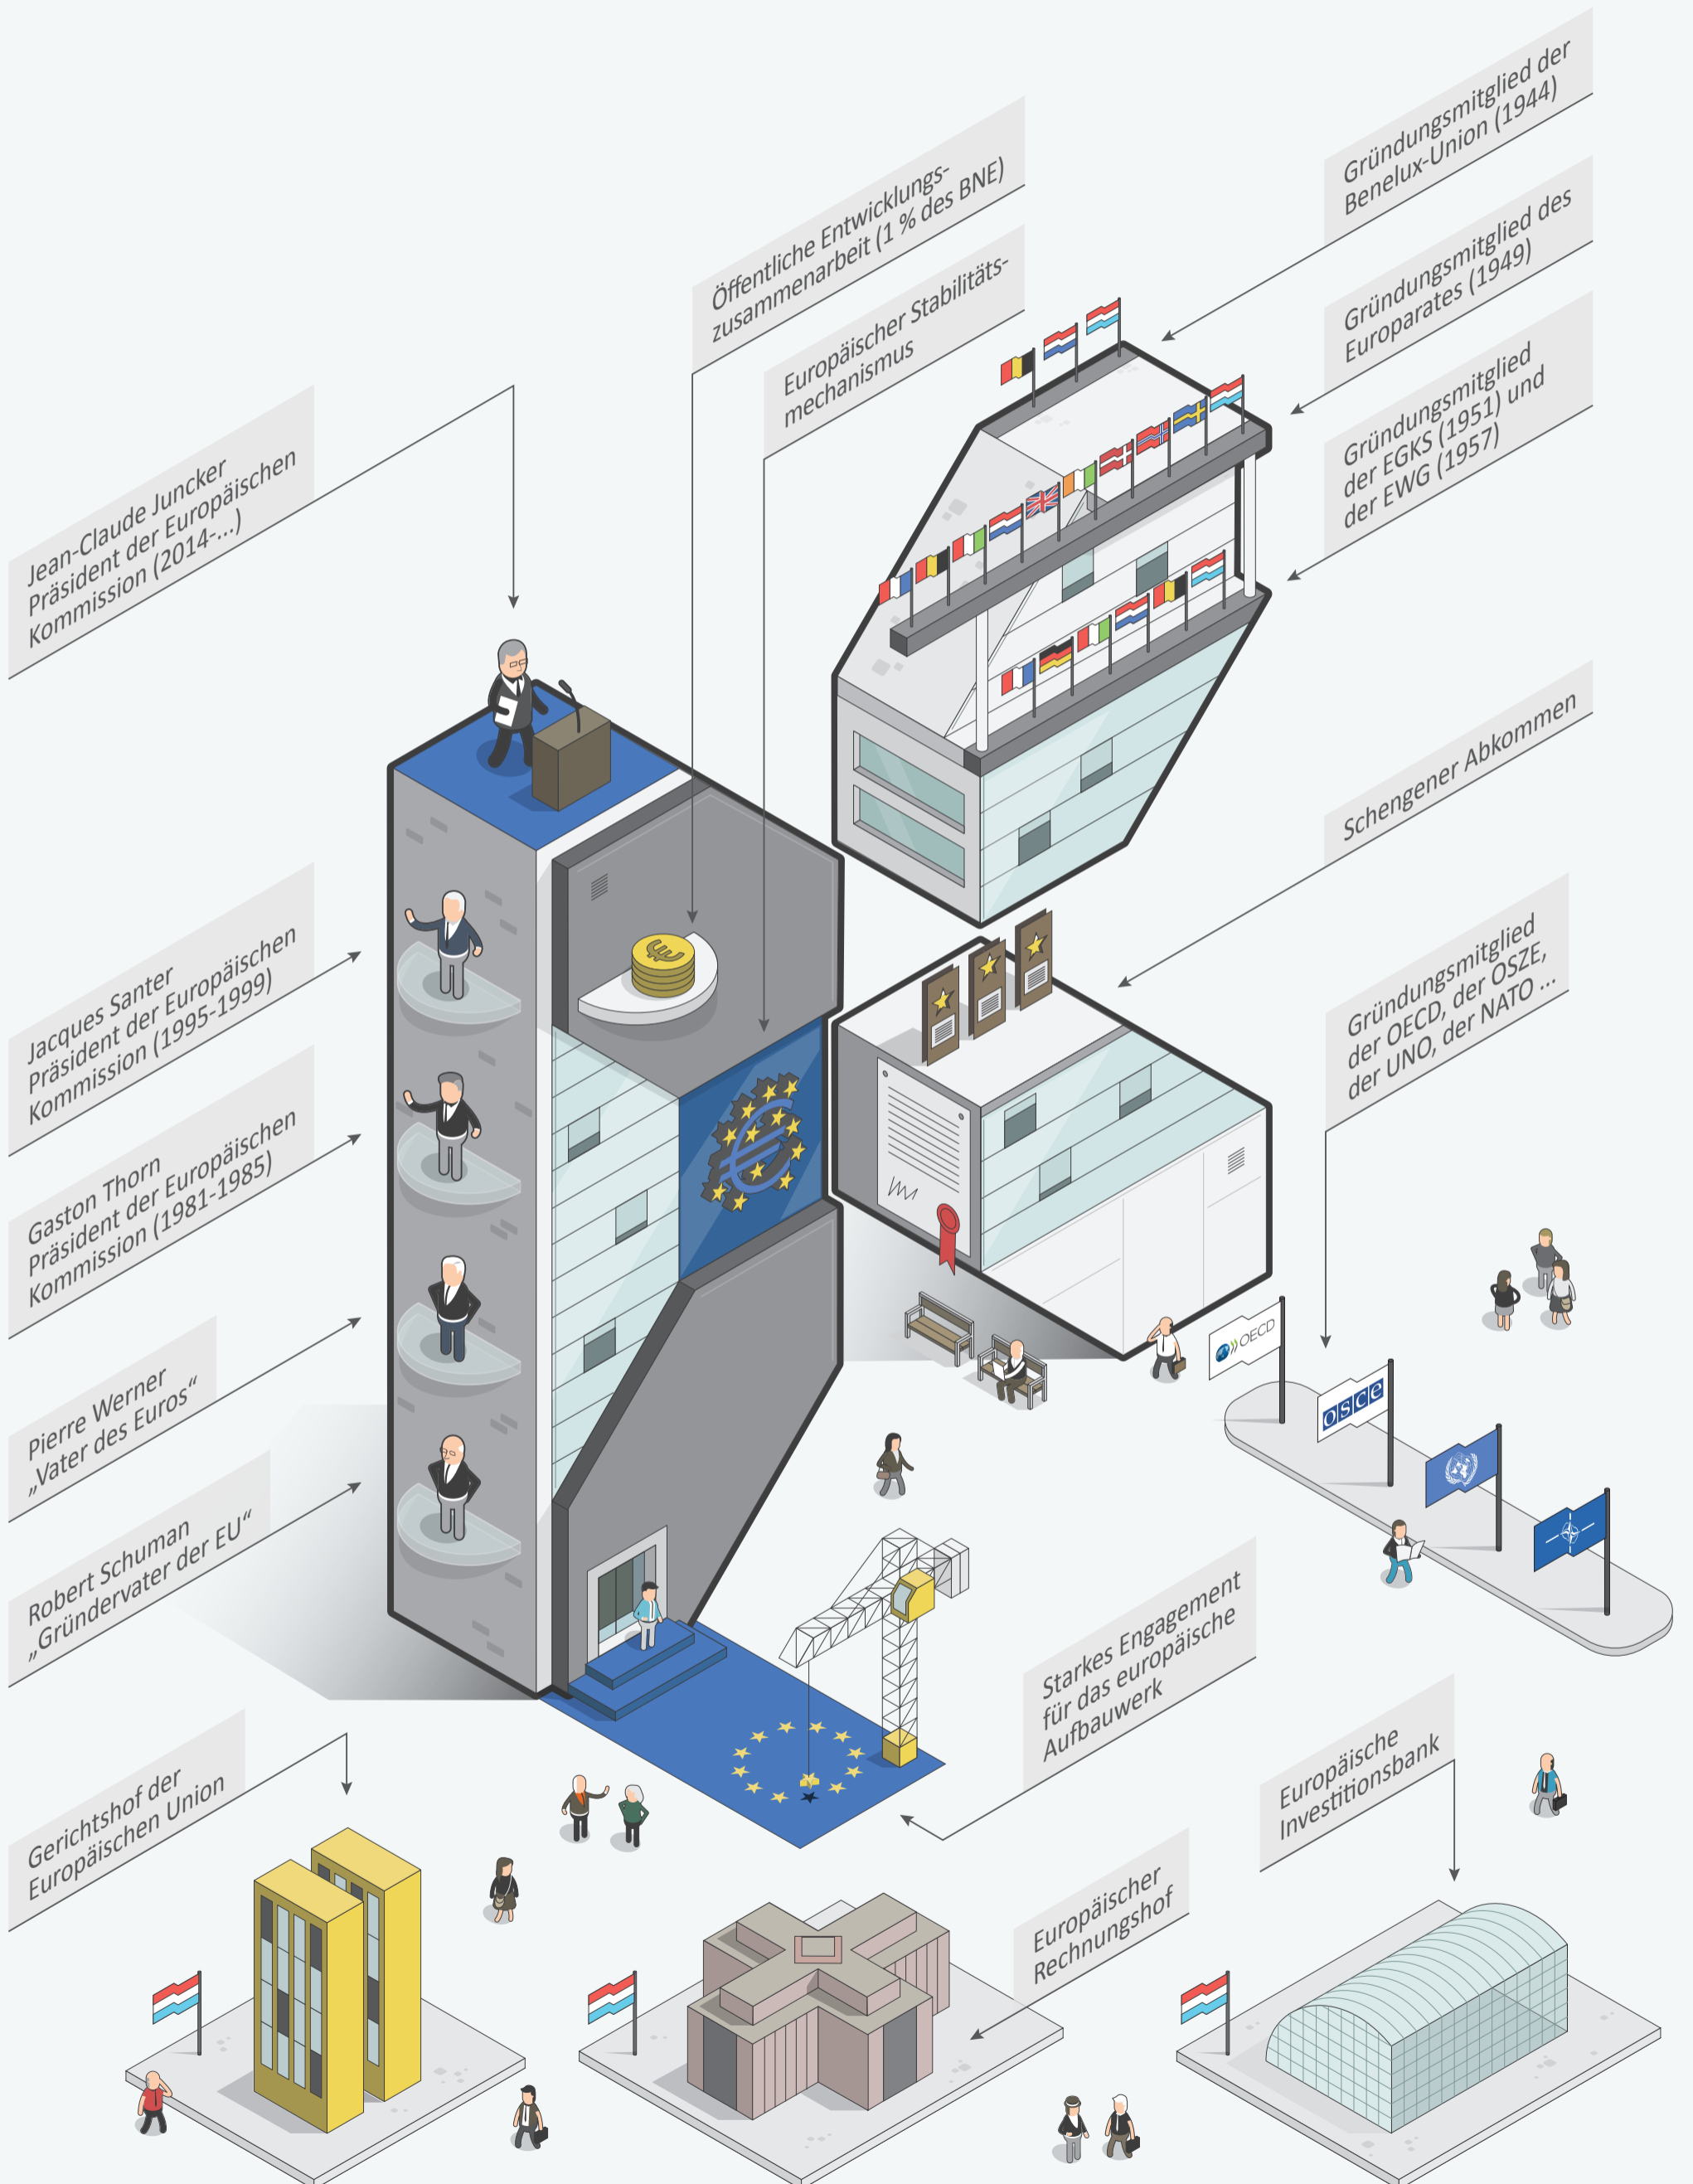 Gründungsmitglied der
Benelux-Union (1944)
Öffentliche Entwicklungs-
zusammenarbeit (1 % des BNE)
Gründungsmitglied des
Europarates (1949)
Europäischer Stabilitäts-
mechanismus
Gründungsmitglied
der EGKS (1951) und
der EWG (1957)
Jean-Claude Juncker
Präsident der Europäischen
Kommission (2014-...)
Schengener Abkommen
Jacques Santer
Präsident der Europäischen
Kommission (1995-1999)
Gründungsmitglied
der OECD, der OSZE,
der UNO, der NATO ...
Gaston Thorn
Präsident der Europäischen
Kommission (1981-1985)
OECD
osce
Pierre Werner
„Vater des Euros“
Robert Schuman
„Gründervater der EU“
Starkes Engagement
für das europäische
Aufbauwerk
Gerichtshof der
Europäischen Union
Europäische
Investitionsbank
Europäischer
Rechnungshof